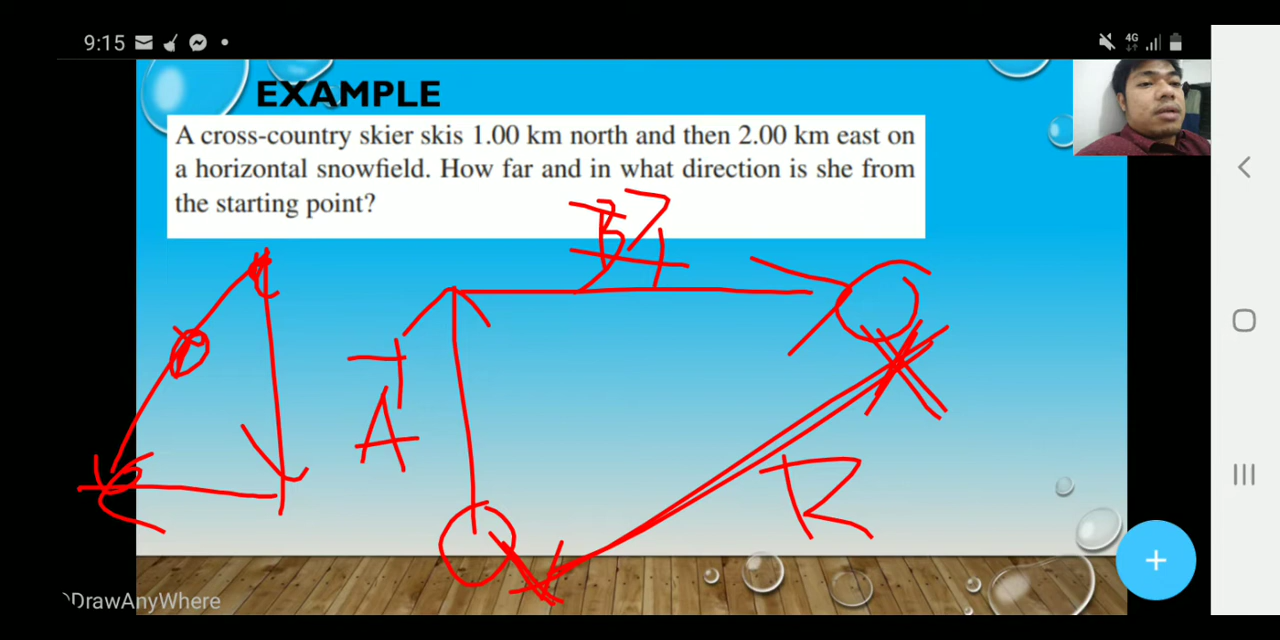 9:15
4G
EXAMPLE
A cross-country skier skis 1.00 km north and then 2.00 km east on
a horizontal snowfield. How far and in what direction is she from
the starting point?
A
R
DrawAnyWhere